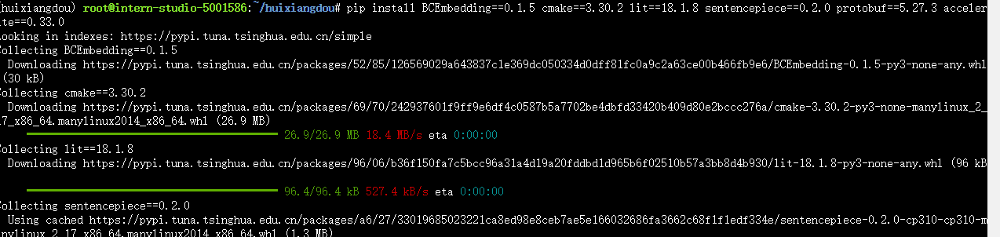 (huixiangdou) root@intern-studio-5001586:~/huixiangdou# pip install BCEmbedding==0.1.5 cmake==3.30.2 lit==18.1.8 sentencepiece==0.2.0 protobuf==5.27.3 acceler
ate==0.33.0
Looking in indexes: https://pypi.tuna.tsinghua.edu.cn/simple
Collecting BCEmbedding==0.1.5
Downloading https://pypi.tuna.tsinghua.edu.cn/packages/52/85/126569029a643837c1e369dc050334d0dff81fc0a9c2a63ce00b466fb9e6/BCEmbedding-0.1.5-py3-none-any.whl
(30 kB)
Collecting cmake==3.30.2
Downloading https://pypi.tuna.tsinghua.edu.cn/packages/69/70/242937601f9ff9e6df4c0587b5a7702be4dbfd33420b409d80e2bccc276a/cmake-3.30.2-py3-none-manylinux_2_
17_x86_64.manylinux2014_x86_64.whl (26.9 MB)
26.9/26.9 MB 18.4 MB/s eta 0:00:00
Collecting lit==18.1.8
Downloading https://pypi.tuna.tsinghua.edu.cn/packages/96/06/b36f150fa7c5bcc96a31a4d19a20fddbd1d965b6f02510b57a3bb8d4b930/lit-18.1.8-py3-none-any.whl (96 kB
96.4/96.4 kB 527.4 kB/s eta 0:00:00
Collecting sentencepiece==0.2.0
Using cached https://pypi.tuna.tsinghua.edu.cn/packages/a6/27/33019685023221ca8ed98e8ceb7ae5e166032686fa3662c68f1f1edf334e/sentencepiece-0.2.0-cp310-cp310-m
anylinux_2_17_x86_64.manylinux2014_x86_64.whl (1.3 MB)